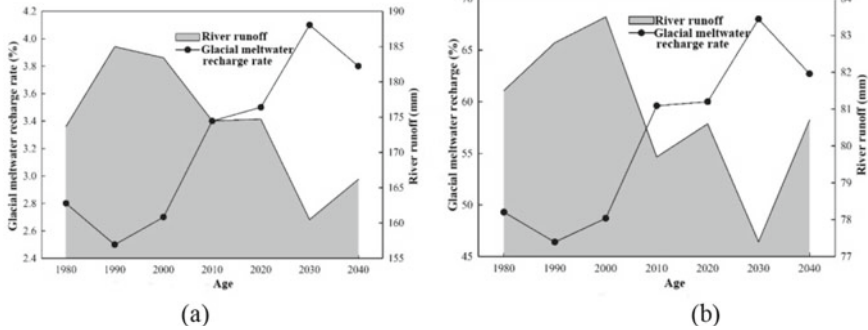 4.2
4.0
3.8
3.6
3.4
3.2
3.0
2.8
2.6
2.4
Glacial meltwater recharge rate (%)
River runoff
Glacial meltwater
recharge rate
190
185
180
175
170
165
160
155
River runoff (mm)
1980 1990 2000 2010 2020 2030 2040
Age
(a)
70
65
60
55
50
45
Glacial meltwater recharge (%)
River runoff
Glacial meltwater
recharge rate
84
83
82
81
80
79
78
77
River runoff (mm)
1980 1990 2000 2010 2020 2030 2040
Age
(b)